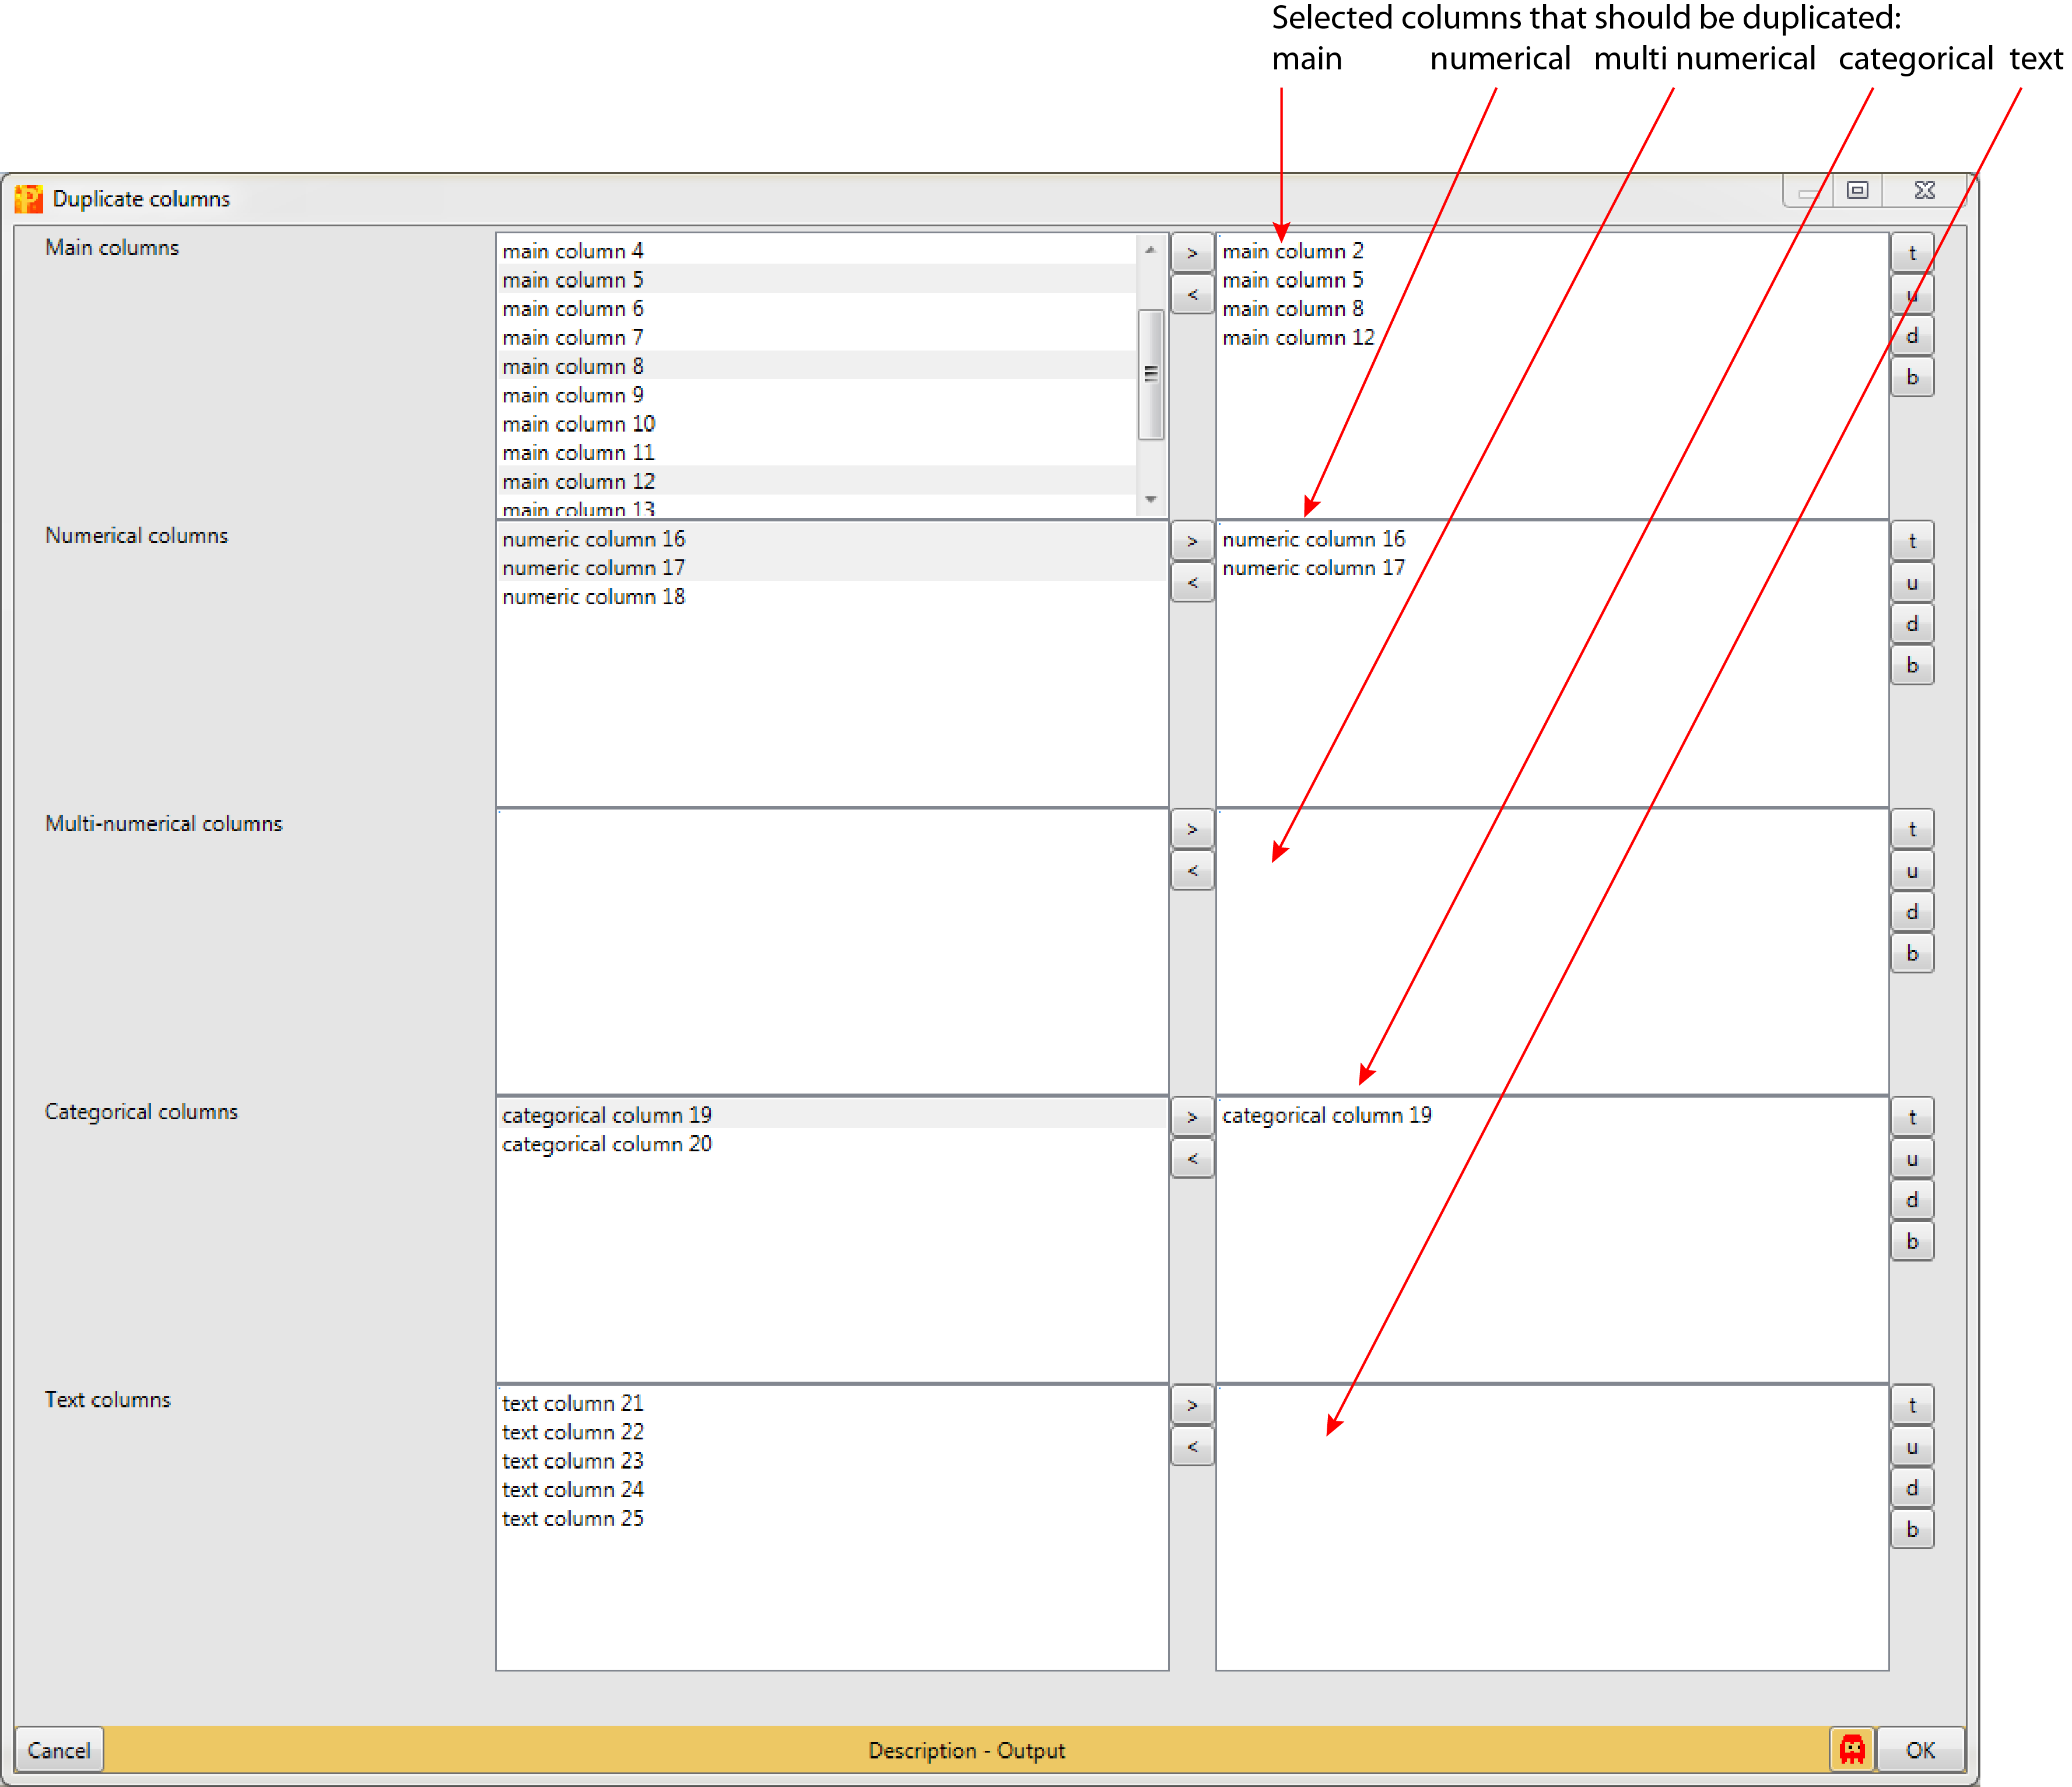 Selected columns that should be duplicated:
main numerical multi numerical categorical text
Duplicate columns
Main columns
main column 4
main column 5
main column 6
main column 7
main column 8
main column 9
main column 10
main column 11
main column 12
main column 13
>
<
main column 2
main column 5
main column 8
main column 12
t
u
d
b
Numerical columns
numeric column 16
numeric column 17
numeric column 18
>
<
numeric column 16
numeric column 17
t
u
d
b
Multi-numerical columns
>
<
t
u
d
b
Categorical columns
categorical column 19
categorical column 20
>
<
categorical column 19
t
u
d
b
Text columns
text column 21
text column 22
text column 23
text column 24
text column 25
>
<
t
u
d
b
Cancel
Description - Output
OK